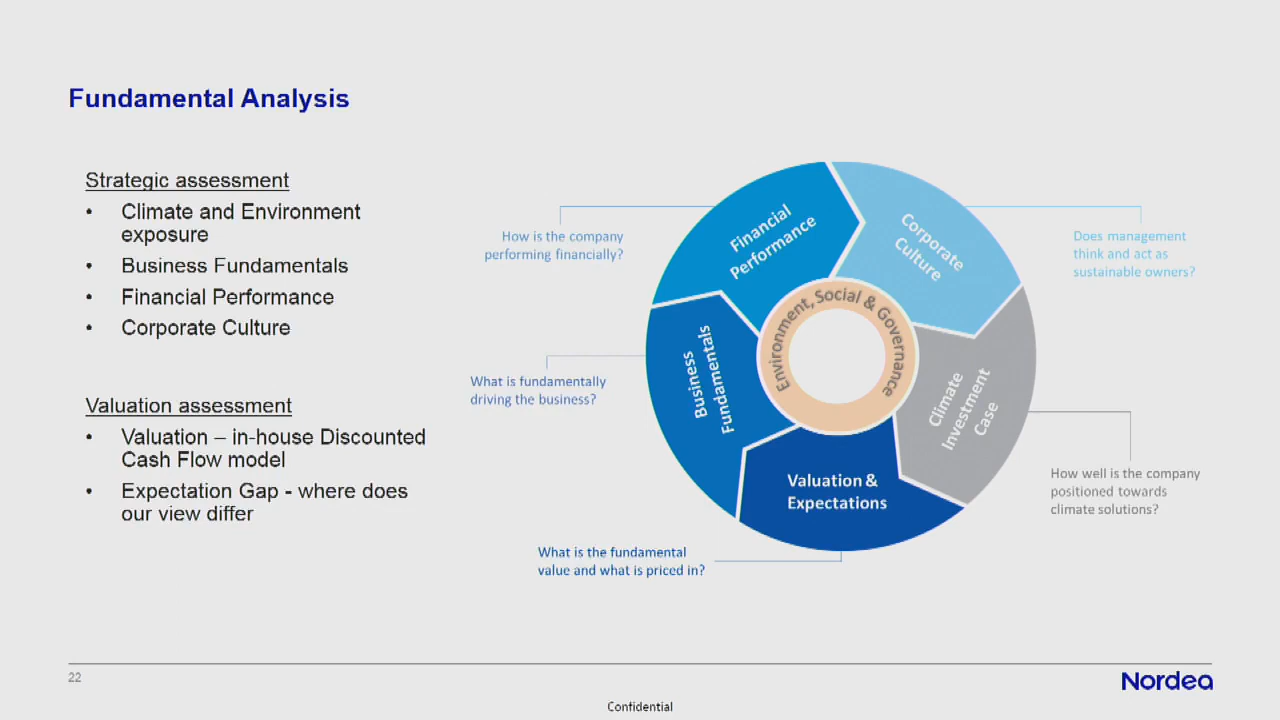 Fundamental Analysis
Strategic assessment
• Climate and Environment
exposure
• Business Fundamentals
• Financial Performance
• Corporate Culture
Valuation assessment
• Valuation – in-house Discounted
Cash Flow model
• Expectation Gap - where does
our view differ
How is the company
performing financially?
What is fundamentally
driving the business?
What is the fundamental
value and what is priced in?
Financial
Performance
Corporate
Culture
Business
Fundamentals
Environment, Social & Governance
Climate
Investment
Case
Valuation &
Expectations
Does management
think and act as
sustainable owners?
How well is the company
positioned towards
climate solutions?
22
Nordea
Confidential